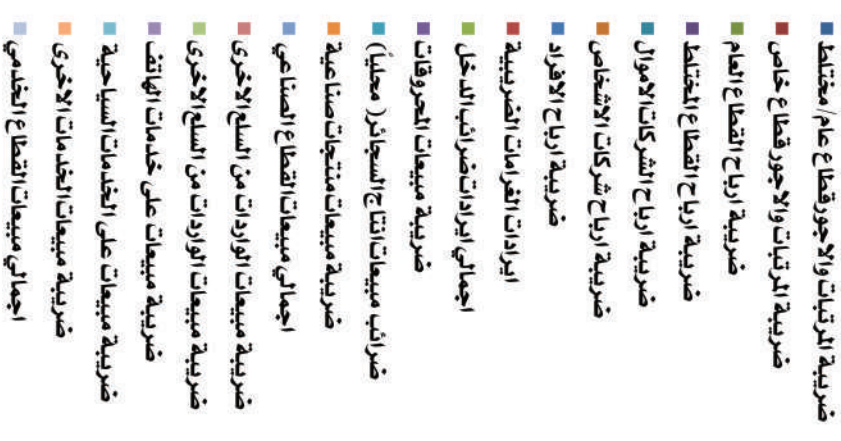 ضريبة المرتبات والاجور قطاع عام/ مختلط
ضريبة المرتبات والاجور قطاع خاص
ضريبة ارباح القطاع العام
ضريبة ارباح القطاع المختلط
ضريبة ارباح الشركات الاموال
ضريبة ارباح شركات الاشخاص
ضريبة ارباح الافراد
ايرادات الغرامات الضريبية
اجمالي ايرادات ضرائب الدخل
ضريبة مبيعات المحروقات
ضرائب مبيعات انتاج السجائر( محلياً)
ضريبة مبيعات منتجات صناعية
اجمالي مبيعات القطاع الصناعي
ضريبة مبيعات الواردات من السلع الاخرى
ضريبة مبيعات الواردات من السلع الاخرى
ضريبة مبيعات على خدمات الهاتف
ضريبة مبيعات على الخدمات السياحية
ضريبة مبيعات الخدمات الاخرى
اجمالي مبيعات القطاع الخدمي